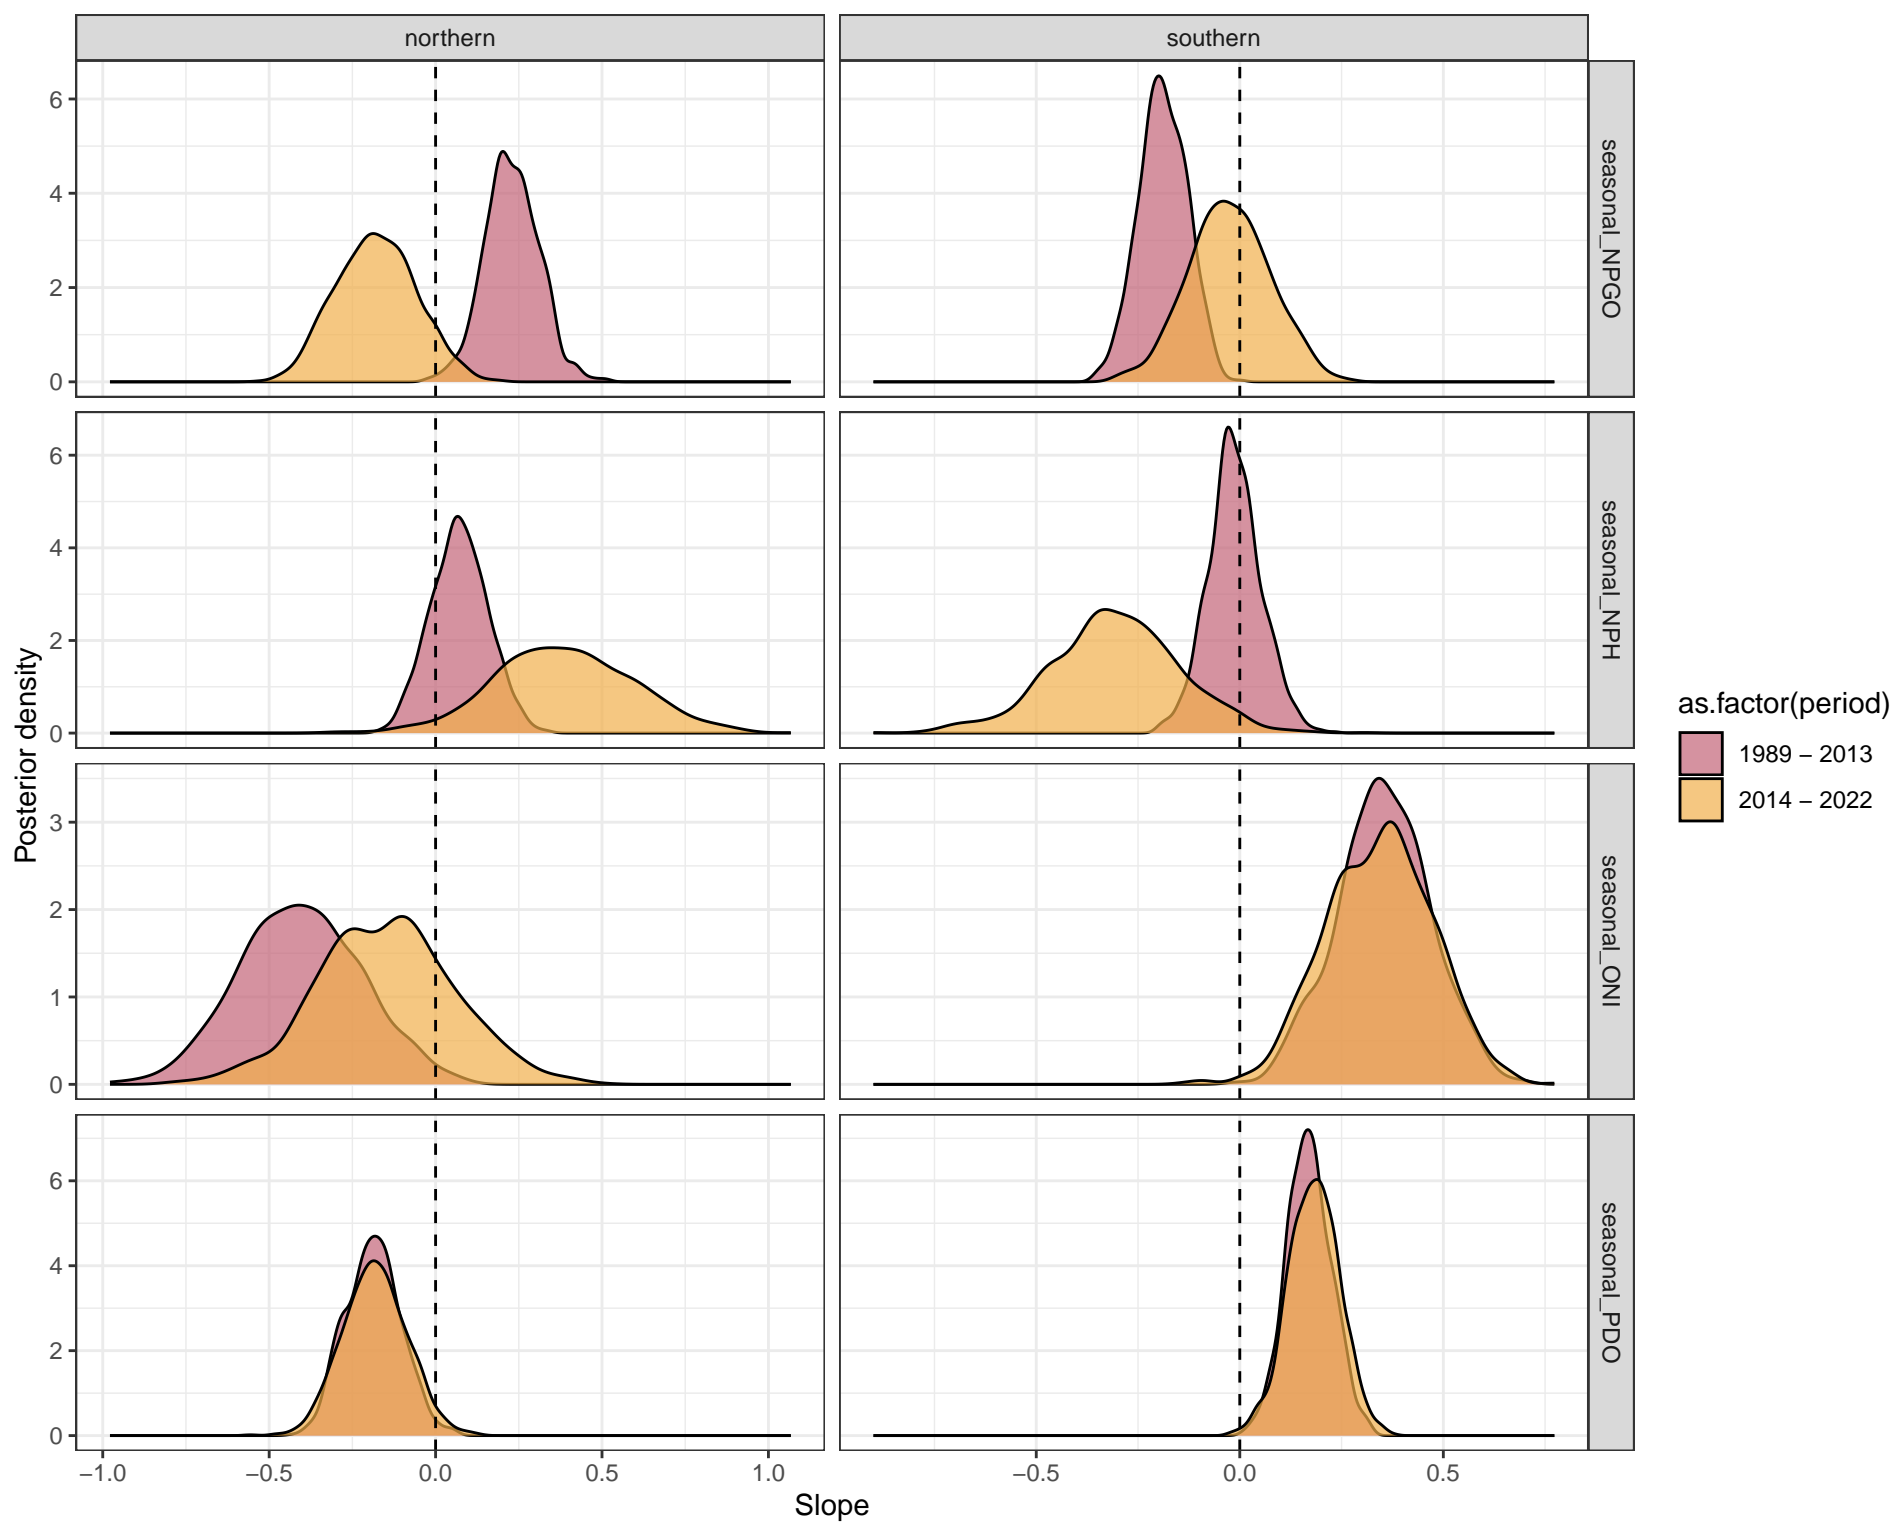 northern
southern
6
4
2
0
seasonal_NPGO
6
4
2
0
seasonal_NPH
3
2
1
0
seasonal_ONI
6
4
2
0
seasonal_PDO
−1.0
−0.5
0.0
0.5
1.0
−0.5
0.0
0.5
Slope
Posterior density
as.factor(period)
1989 − 2013
2014 − 2022